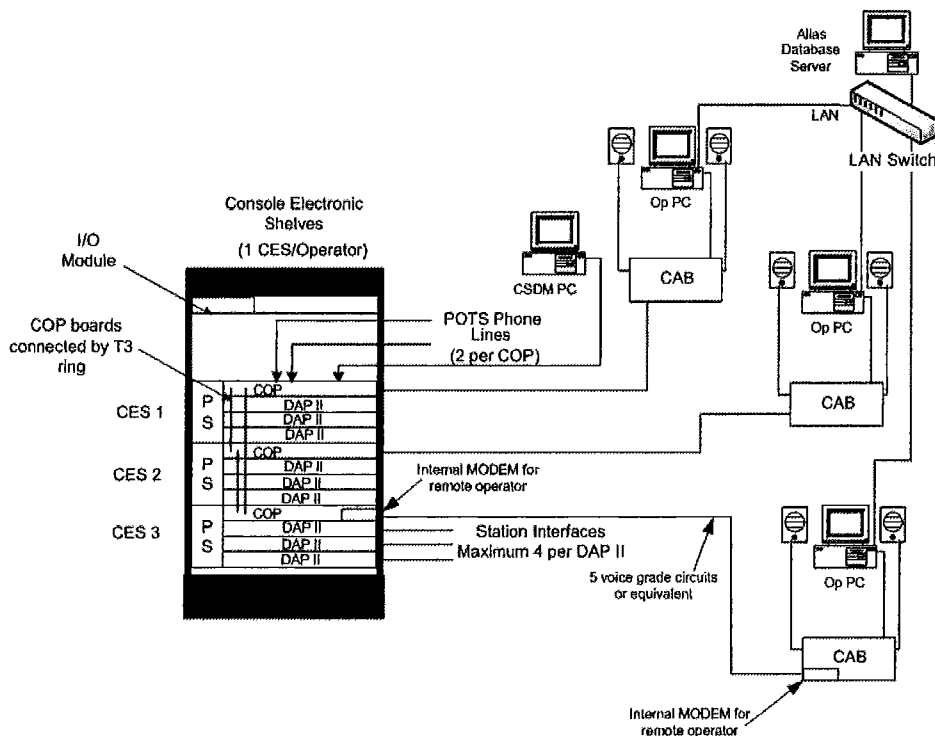 Alias
Database
Server
LAN
LAN Switch
Op PC
CAB
Console Electronic
Shelves
(1 CES/Operator)
I/O
Module
CSDM PC
POTS Phone
Lines
(2 per COP)
COP boards
connected by T3
ring
Op PC
CAB
CES 1
P
S
COP
DAP II
DAP II
DAP II
CES 2
P
S
COP
DAP II
DAP II
DAP II
Internal MODEM for
remote operator
CES 3
P
S
COP
DAP II
DAP II
DAP II
Station Interfaces
Maximum 4 per DAP II
5 voice grade circuits
or equivalent
Op PC
CAB
Internal MODEM for
remote operator